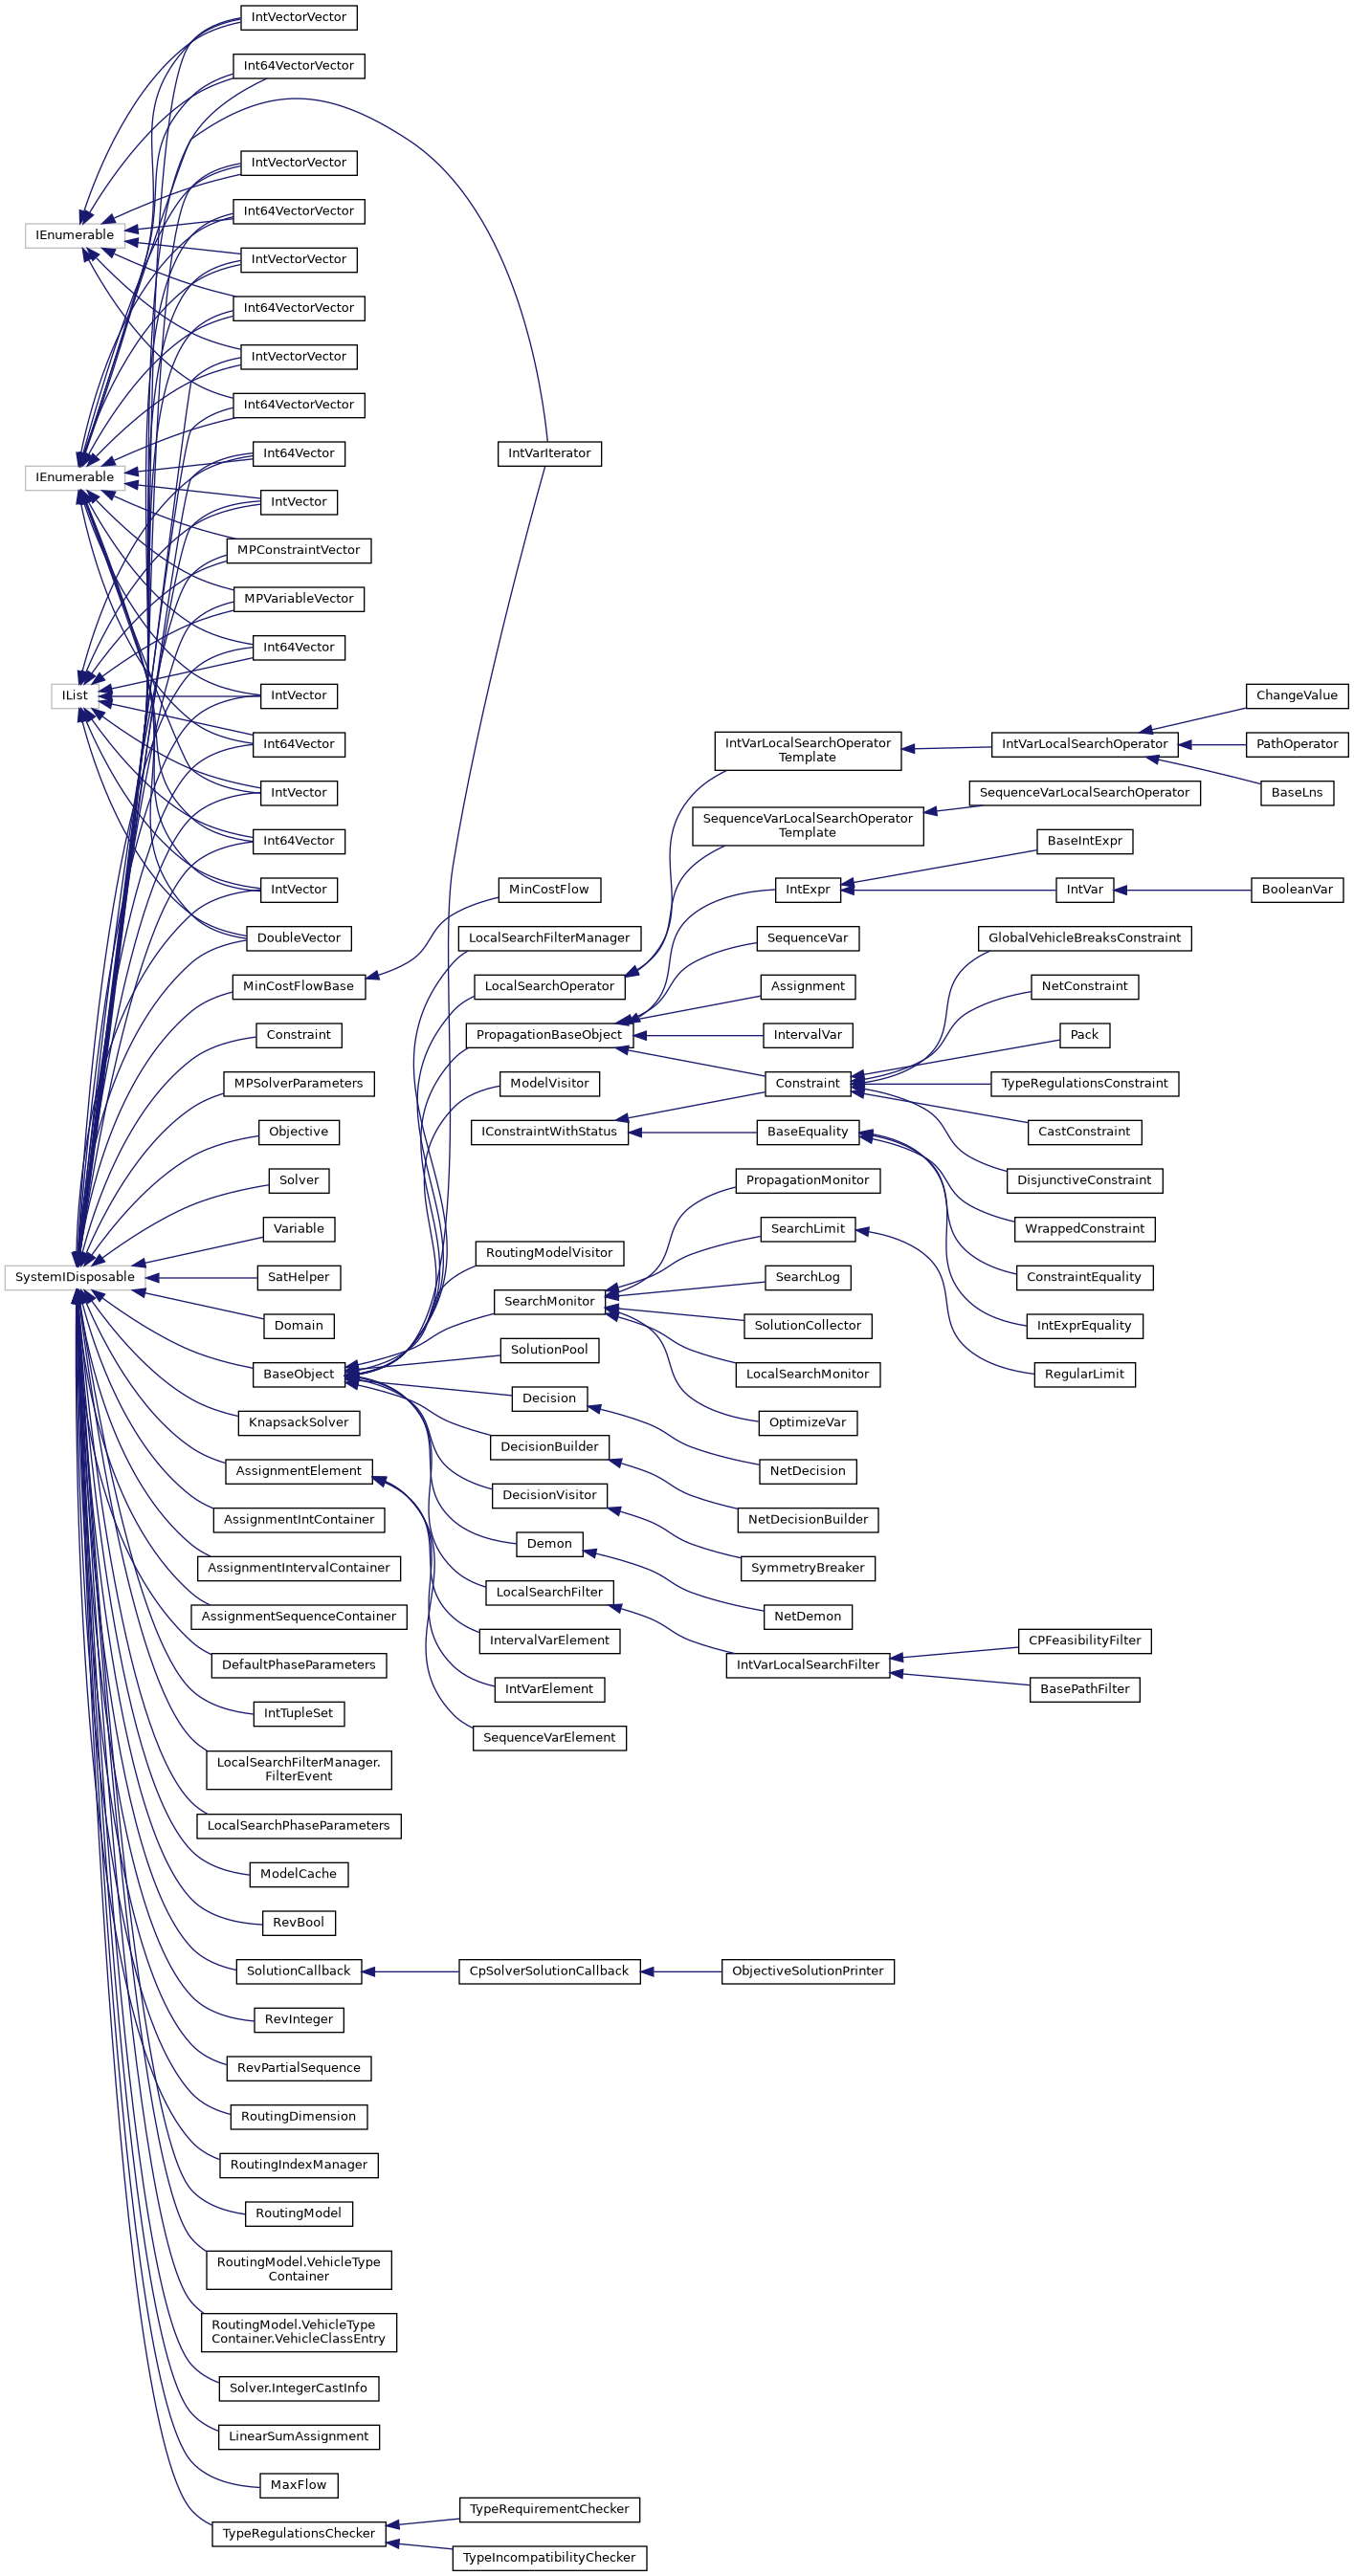 IntVectorVector
Int64VectorVector
IntVectorVector
Int64VectorVector
IEnumerable
IntVectorVector
Int64VectorVector
IntVectorVector
Int64VectorVector
Int64Vector
IntVarIterator
IEnumerable
IntVector
MPConstraintVector
MPVariableVector
Int64Vector
IList
IntVector
ChangeValue
Int64Vector
IntVarLocalSearchOperator
Template
IntVarLocalSearchOperator
PathOperator
IntVector
SequenceVarLocalSearchOperator
BaseLns
SequenceVarLocalSearchOperator
Template
Int64Vector
BaseIntExpr
IntVector
MinCostFlow
IntExpr
IntVar
BooleanVar
DoubleVector
LocalSearchFilterManager
SequenceVar
GlobalVehicleBreaksConstraint
MinCostFlowBase
LocalSearchOperator
Assignment
NetConstraint
Constraint
PropagationBaseObject
IntervalVar
Pack
MPSolverParameters
ModelVisitor
Constraint
TypeRegulationsConstraint
Objective
IConstraintWithStatus
BaseEquality
CastConstraint
Solver
PropagationMonitor
DisjunctiveConstraint
Variable
SearchLimit
WrappedConstraint
RoutingModelVisitor
SystemIDisposable
SatHelper
SearchLog
ConstraintEquality
SearchMonitor
Domain
SolutionCollector
IntExprEquality
SolutionPool
BaseObject
LocalSearchMonitor
RegularLimit
Decision
KnapsackSolver
OptimizeVar
DecisionBuilder
AssignmentElement
NetDecision
DecisionVisitor
AssignmentIntContainer
NetDecisionBuilder
Demon
AssignmentIntervalContainer
SymmetryBreaker
LocalSearchFilter
AssignmentSequenceContainer
NetDemon
IntervalVarElement
CPFeasibilityFilter
DefaultPhaseParameters
IntVarLocalSearchFilter
IntVarElement
BasePathFilter
IntTupleSet
SequenceVarElement
LocalSearchFilterManager.
FilterEvent
LocalSearchPhaseParameters
ModelCache
RevBool
SolutionCallback
CpSolverSolutionCallback
ObjectiveSolutionPrinter
RevInteger
RevPartialSequence
RoutingDimension
RoutingIndexManager
RoutingModel
RoutingModel.VehicleType
Container
RoutingModel.VehicleType
Container.VehicleClassEntry
Solver.IntegerCastInfo
LinearSumAssignment
MaxFlow
TypeRequirementChecker
TypeRegulationsChecker
TypeIncompatibilityChecker